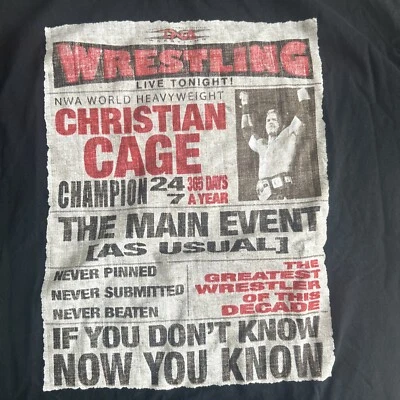 TNA
WRESTLING
LIVE TONIGHT!
NWA WORLD HEAVYWEIGHT
CHRISTIAN
CAGE
CHAMPION 24 7 365 DAYS A YEAR
THE MAIN EVENT
[AS USUAL]
NEVER PINNED
NEVER SUBMITTED
NEVER BEATEN
THE
GREATEST
WRESTLER
OF THIS
DECADE
IF YOU DON'T KNOW
NOW YOU KNOW